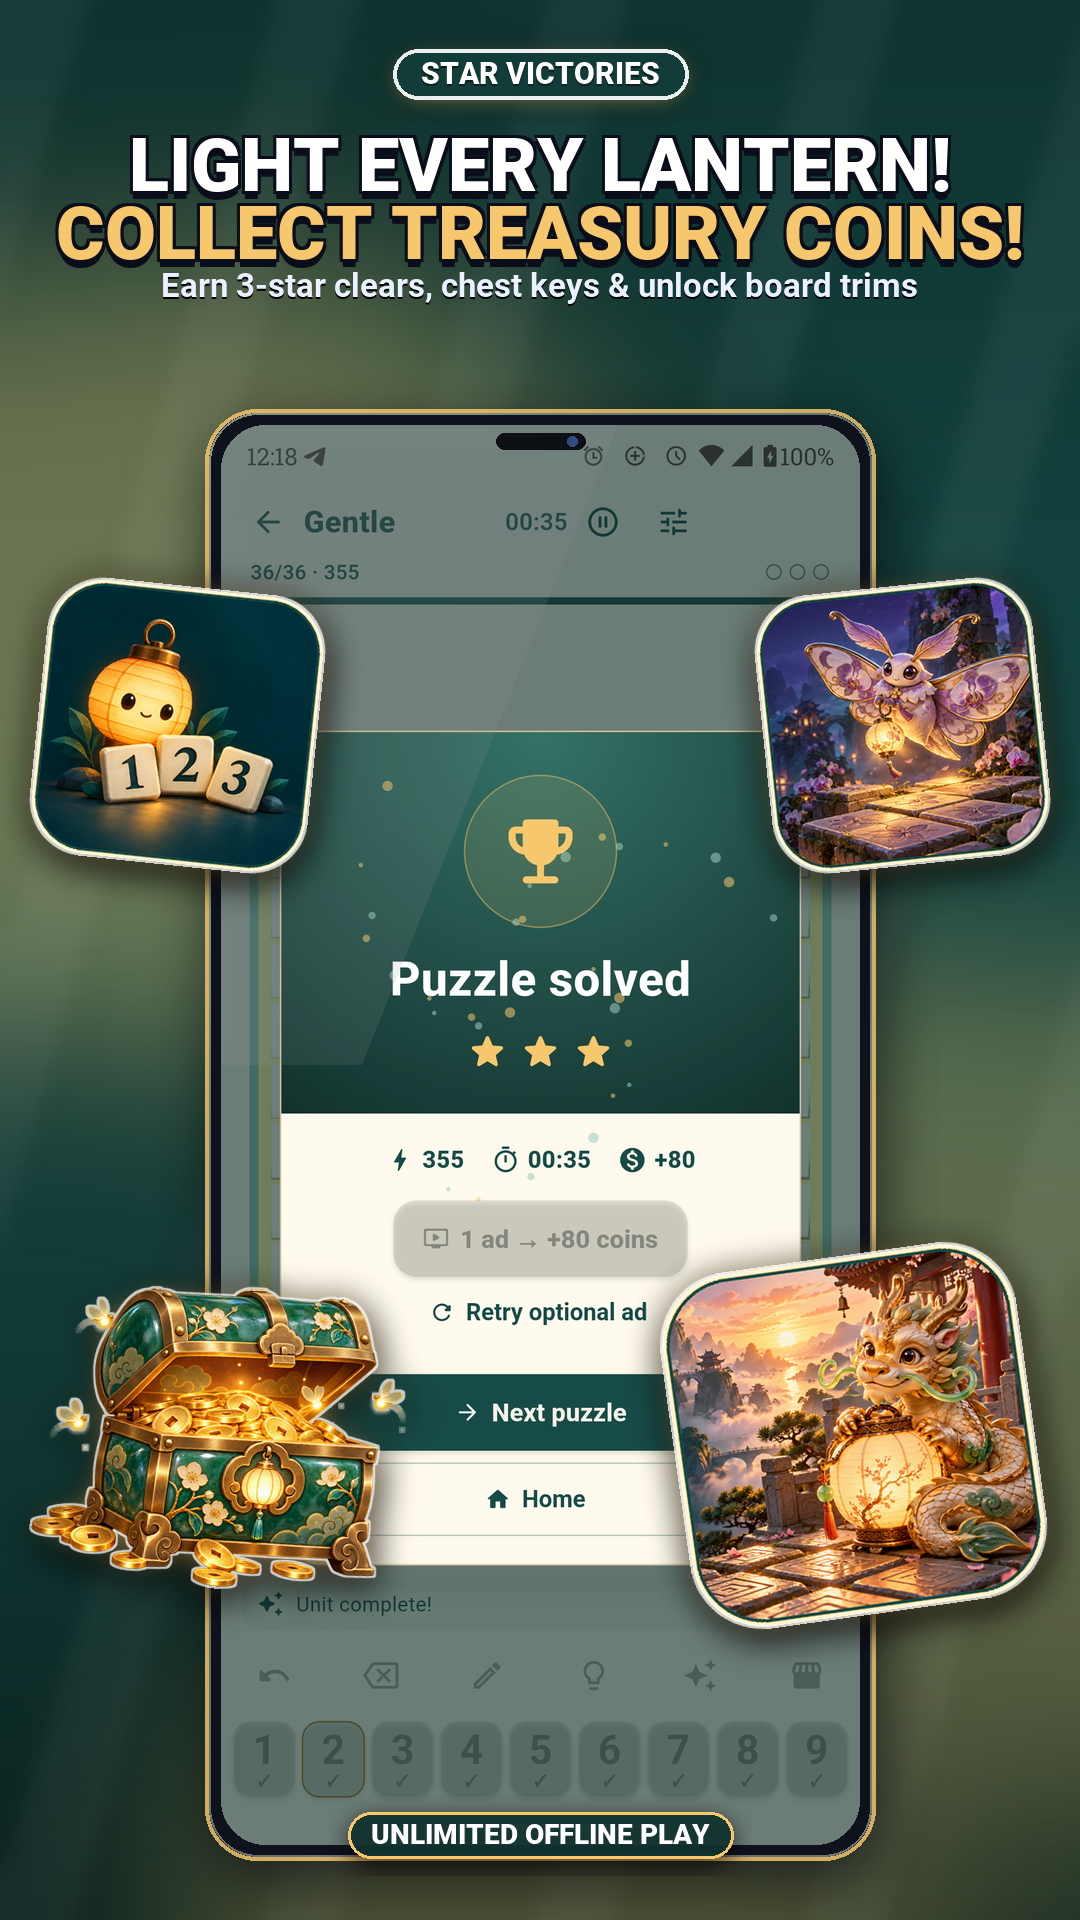 STAR VICTORIES
LIGHT EVERY LANTERN!
COLLECT TREASURY COINS!
Earn 3-star clears, chest keys & unlock board trims
12:18 100%
Gentle 00:35
36/36 · 355
1 2 3
Puzzle solved
355 00:35 +80
1 ad → +80 coins
Retry optional ad
Next puzzle
Home
Unit complete!
1 2 3 4 5 6 7 8 9
✓ ✓ ✓ ✓ ✓ ✓ ✓ ✓ ✓
UNLIMITED OFFLINE PLAY